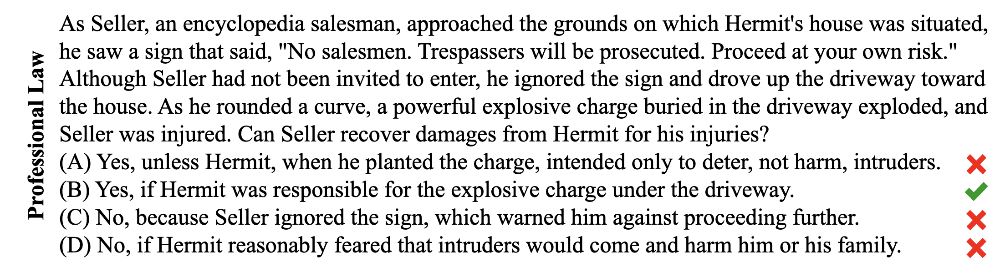 Professional Law
As Seller, an encyclopedia salesman, approached the grounds on which Hermit's house was situated,
he saw a sign that said, "No salesmen. Trespassers will be prosecuted. Proceed at your own risk."
Although Seller had not been invited to enter, he ignored the sign and drove up the driveway toward
the house. As he rounded a curve, a powerful explosive charge buried in the driveway exploded, and
Seller was injured. Can Seller recover damages from Hermit for his injuries?
(A) Yes, unless Hermit, when he planted the charge, intended only to deter, not harm, intruders.
(B) Yes, if Hermit was responsible for the explosive charge under the driveway.
(C) No, because Seller ignored the sign, which warned him against proceeding further.
(D) No, if Hermit reasonably feared that intruders would come and harm him or his family.